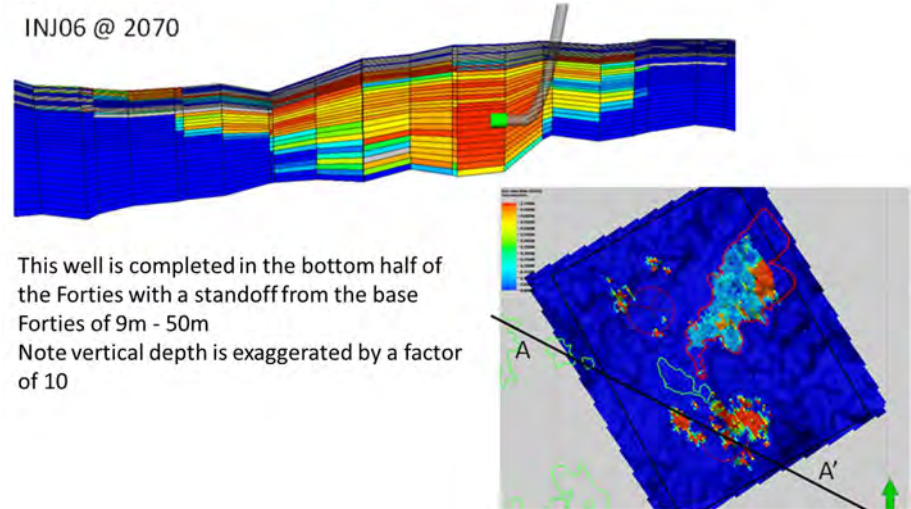 INJ06 @ 2070
This well is completed in the bottom half of
the Forties with a standoff from the base
Forties of 9m - 50m
Note vertical depth is exaggerated by a factor
of 10
A
A'